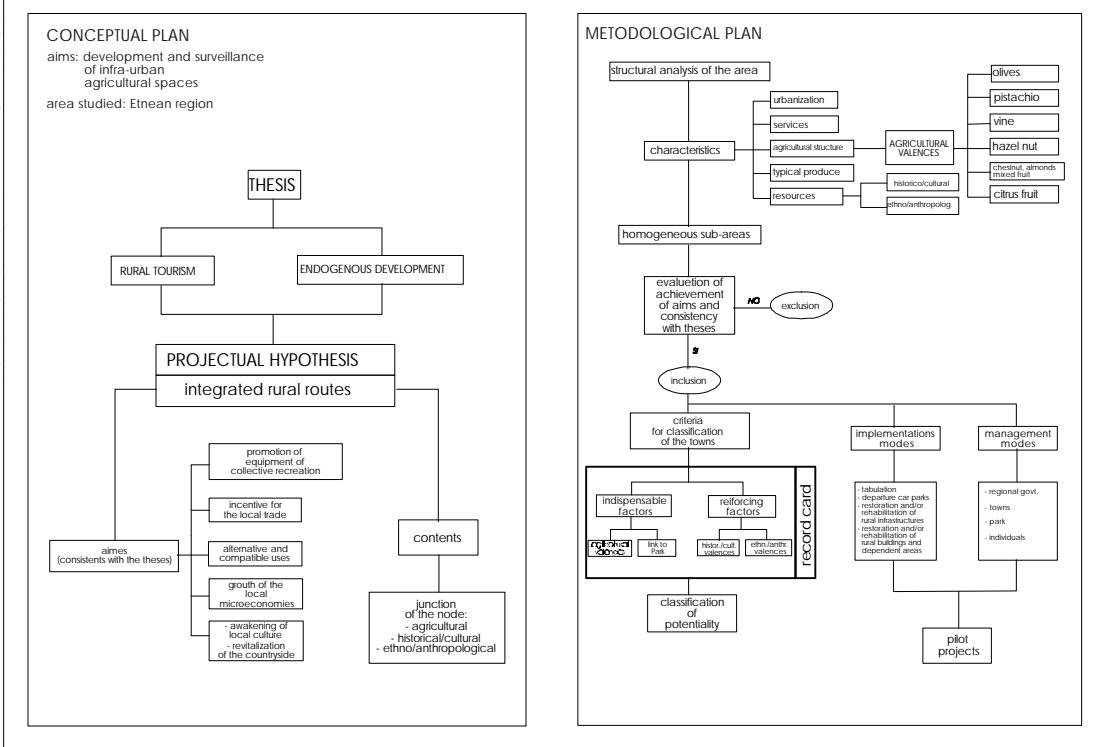 CONCEPTUAL PLAN
aims: development and surveillance
of infra-urban
agricultural spaces
area studied: Etnean region
THESIS
RURAL TOURISM
ENDOGENOUS DEVELOPMENT
PROJECTUAL HYPOTHESIS
integrated rural routes
promotion of
equipment of
collective recreation
incentive for
the local trade
aimes
(consistents with the theses)
alternative and
compatible uses
grouth of the
local
microeconomies
- awakening of
local culture
- revitalization
of the countryside
contents
junction
of the node:
- agricultural
- historical/cultural
- ethno/anthropological
METODOLOGICAL PLAN
structural analysis of the area
characteristics
urbanization
services
agricultural structure
typical produce
resources
AGRICULTURAL
VALENCES
historico/cultural
ethno/anthropolog.
olives
pistachio
vine
hazel nut
chestnut, almonds
mixed fruit
citrus fruit
homogeneous sub-areas
evaluation of
achievement
of aims and
consistency
with theses
NO
exclusion
SI
inclusion
criteria
for classification
of the towns
implementations
modes
management
modes
indispensable
factors
reiforcing
factors
agricultural
valences
link to
Park
histor./cult.
valences
ethn./anthr.
valences
record card
- tabulation
- departure car parks
- restoration and/or
rehabilitation of
rural infrastructures
- restoration and/or
rehabilitation of
rural buildings and
dependent areas
- regional govt.
- towns
- park
- individuals
classification
of
potentiality
pilot
projects